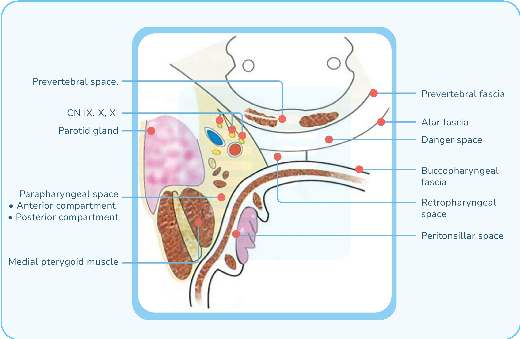 Prevertebral space
CN IX, X, X
Parotid gland
Parapharyngeal space
• Anterior compartment
• Posterior compartment
Medial pterygoid muscle
Prevertebral fascia
Alar fascia
Danger space
Buccopharyngeal
fascia
Retropharyngeal
space
Peritonsillar space